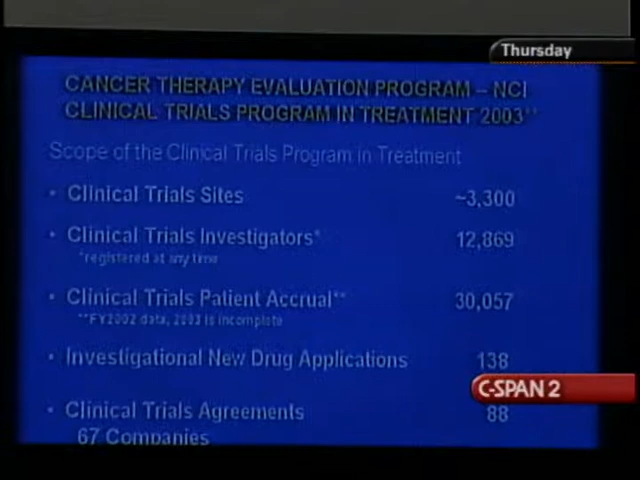 Thursday
CANCER THERAPY EVALUATION PROGRAM – NCI
CLINICAL TRIALS PROGRAM IN TREATMENT 2003**
Scope of the Clinical Trials Program in Treatment
• Clinical Trials Sites ~3,300
• Clinical Trials Investigators* 12,869
*registered at any time
• Clinical Trials Patient Accrual** 30,057
**FY2002 data, 2003 is incomplete
• Investigational New Drug Applications 138
C-SPAN 2
• Clinical Trials Agreements 88
67 Companies